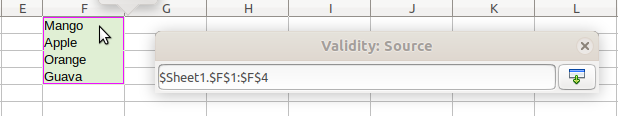 E F G H I J K L
Mango
Apple
Orange
Guava
Validity: Source
$Sheet1.$F$1:$F$4